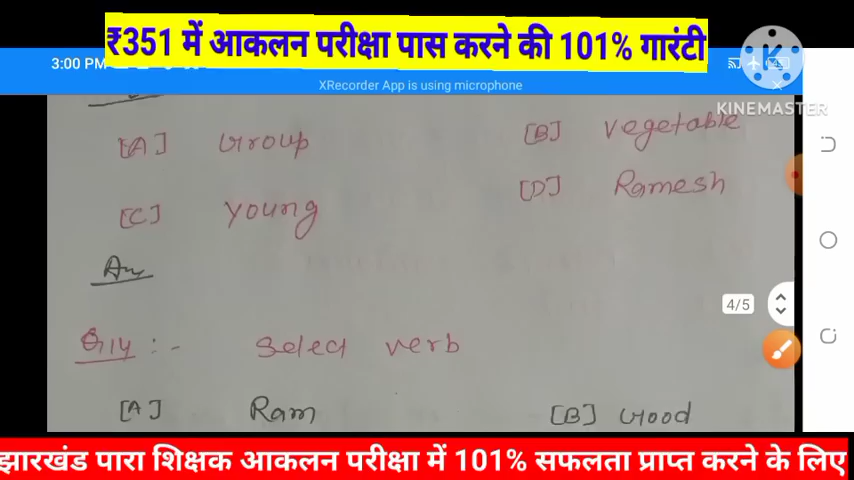 ₹351 में आकलन परीक्षा पास करने की 101% गारंटी
3:00 PM
XRecorder App is using microphone
KINEMASTER
[A] Group
[B] vegetable
[C] Young
[D] Ramesh
Ans
4/5
Q14 :- Select verb
[A] Ram
[B] Good
झारखंड पारा शिक्षक आकलन परीक्षा में 101% सफलता प्राप्त करने के लिए